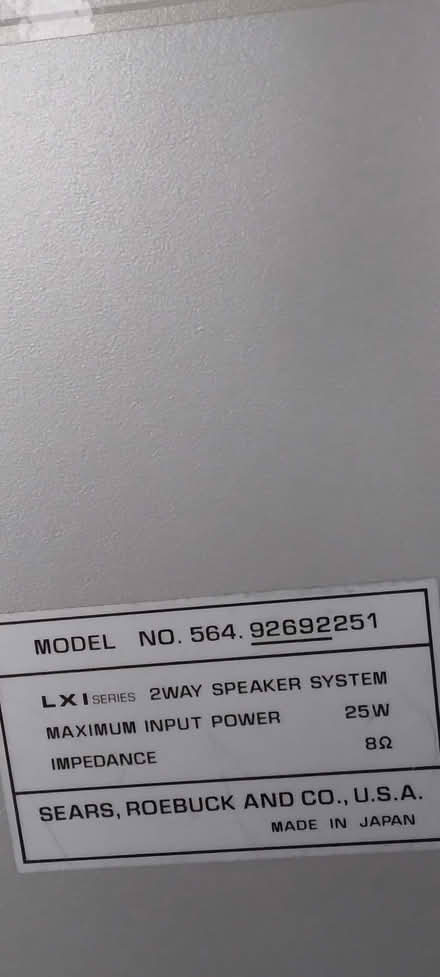 MODEL NO. 564. 92692251
LXI SERIES 2WAY SPEAKER SYSTEM
MAXIMUM INPUT POWER 25W
IMPEDANCE 8Ω
SEARS, ROEBUCK AND CO., U.S.A.
MADE IN JAPAN